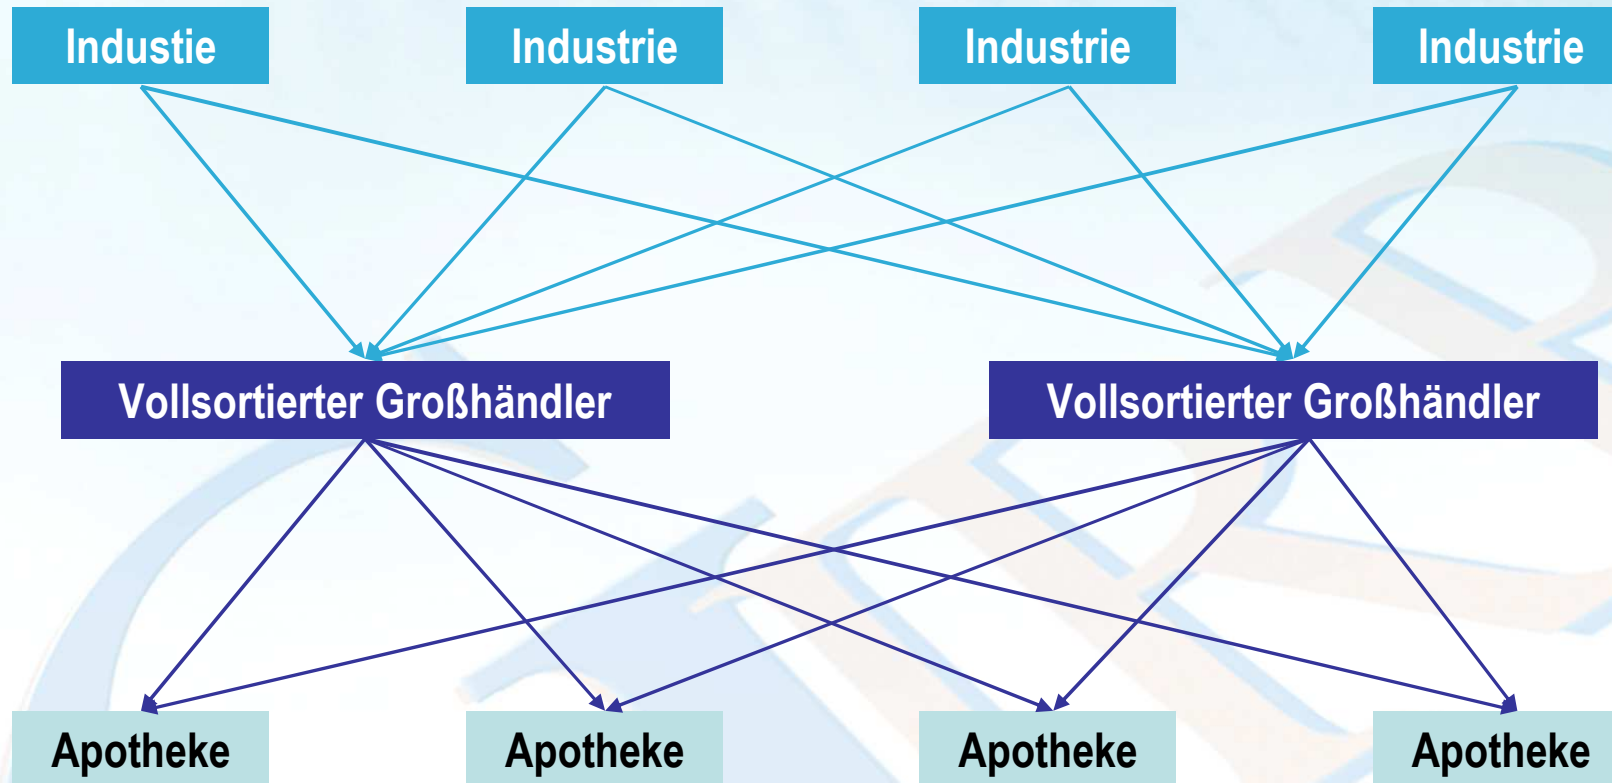 Industie
Industrie
Industrie
Industrie
Vollsortierter Großhändler
Vollsortierter Großhändler
Apotheke
Apotheke
Apotheke
Apotheke